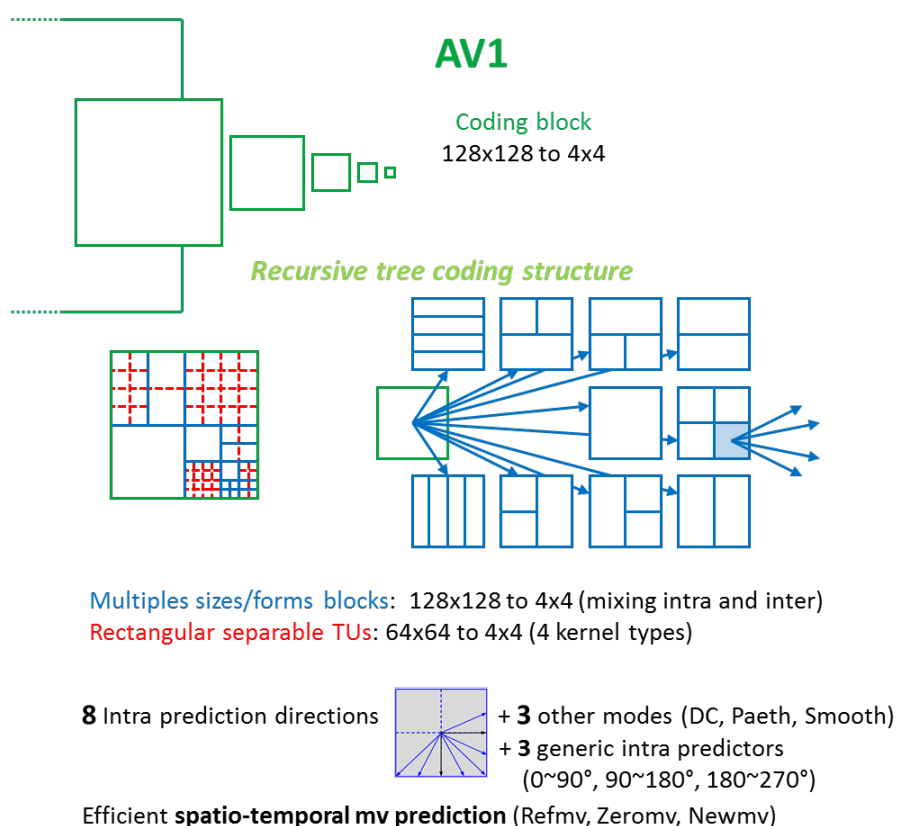 AV1
Coding block
128x128 to 4x4
Recursive tree coding structure
Multiples sizes/forms blocks: 128x128 to 4x4 (mixing intra and inter)
Rectangular separable TUs: 64x64 to 4x4 (4 kernel types)
8 Intra prediction directions + 3 other modes (DC, Paeth, Smooth)
+ 3 generic intra predictors
(0~90°, 90~180°, 180~270°)
Efficient spatio-temporal mv prediction (Refmv, Zeromv, Newmv)